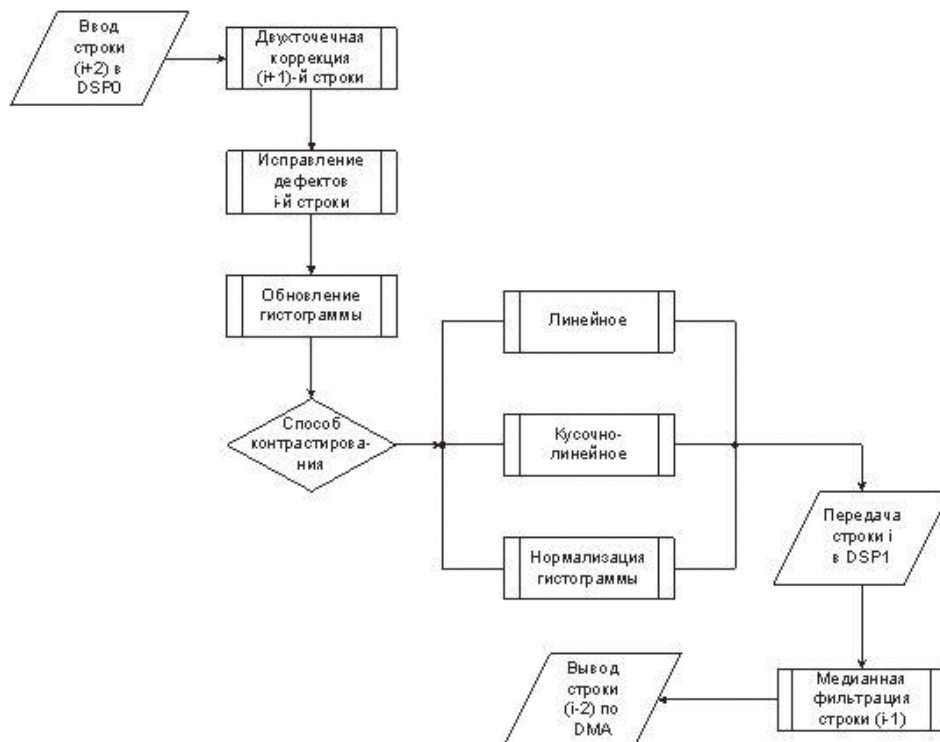 Ввод
строки
(i+2) в
DSP0
Двухточечная
коррекция
(i+1)-й строки
Исправление
дефектов
i-й строки
Обновление
гистограммы
Способ
контрастирова-
ния
Линейное
Кусочно-
линейное
Нормализация
гистограммы
Передача
строки i
в DSP1
Медианная
фильтрация
строки (i-1)
Вывод
строки
(i-2) по
DMA